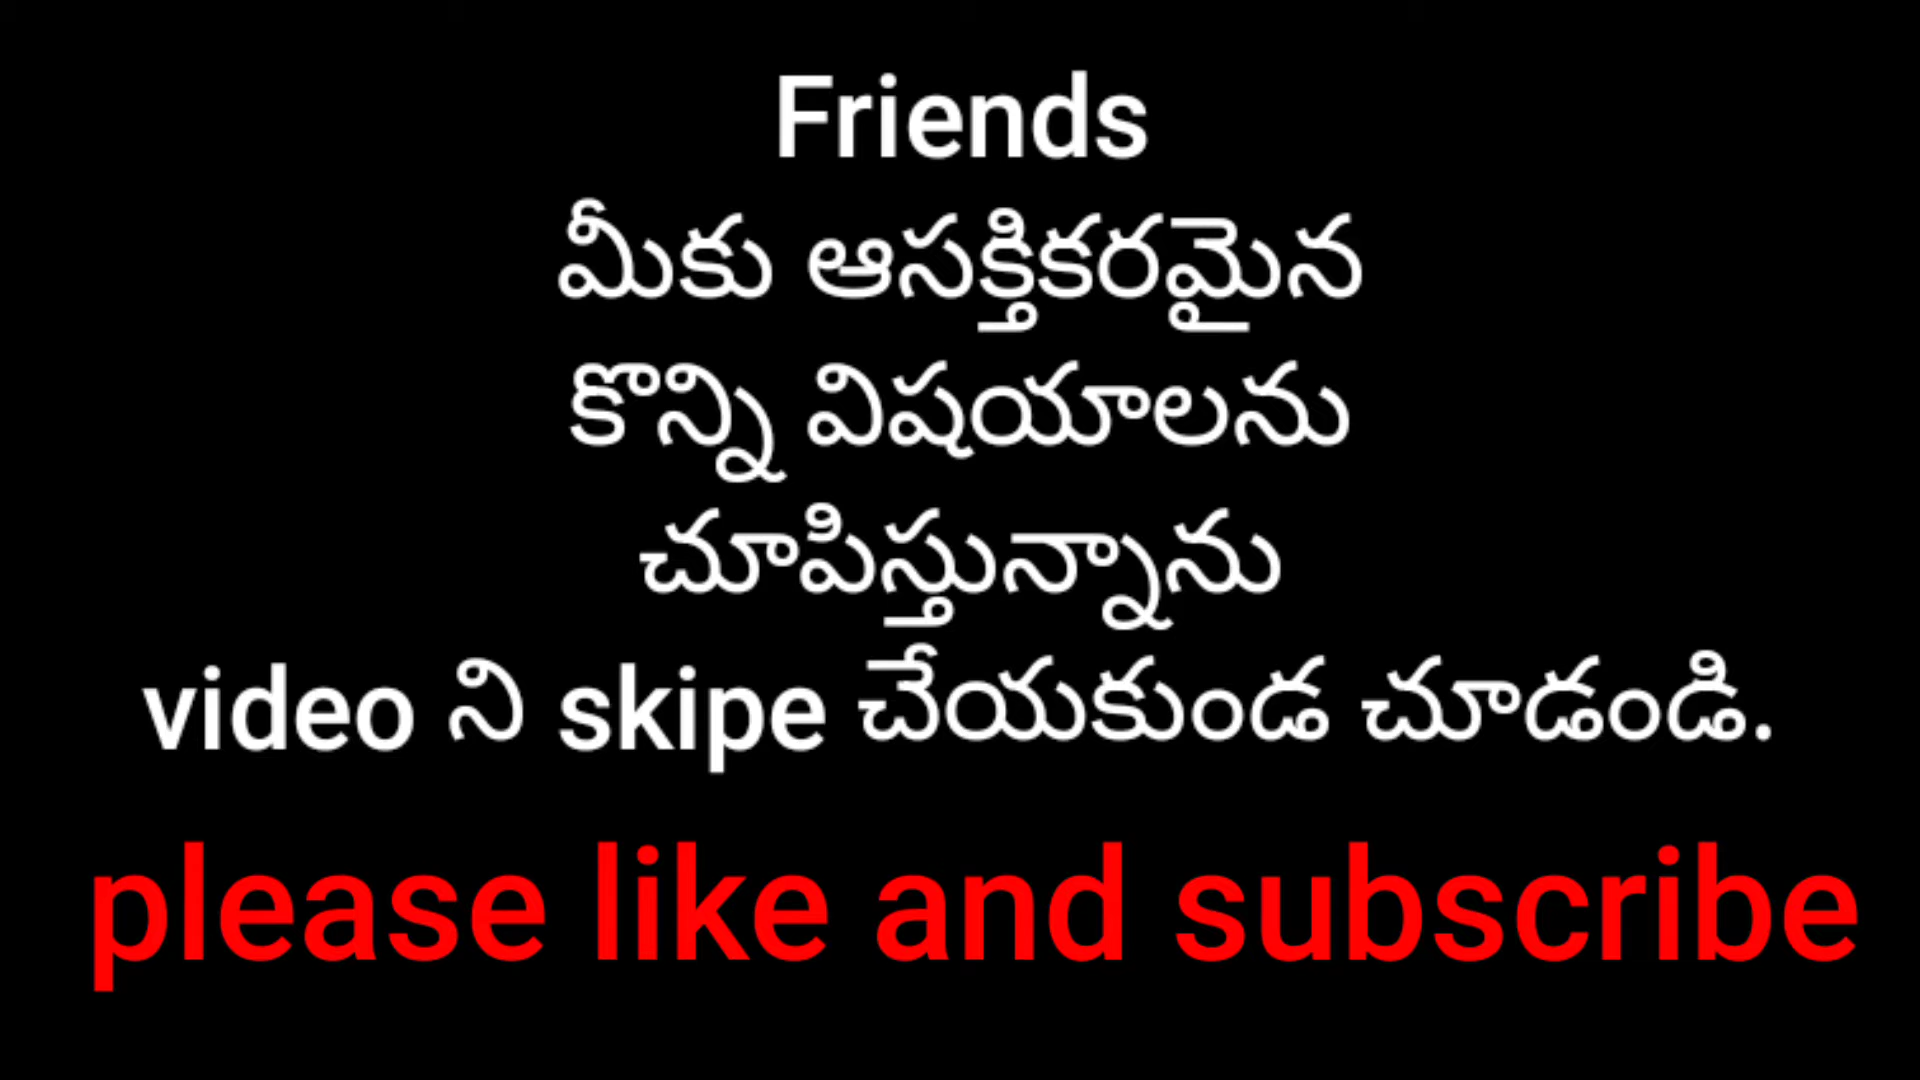 Friends
మీకు ఆసక్తికరమైన
కొన్ని విషయాలను
చూపిస్తున్నాను
video ని skipe చేయకుండ చూడండి.
please like and subscribe